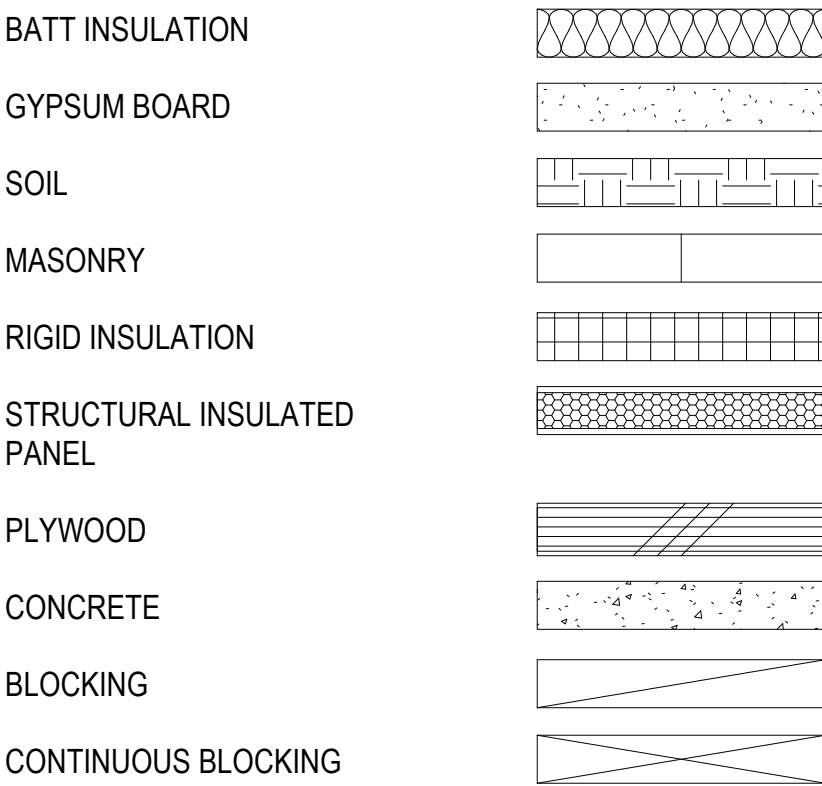 BATT INSULATION
GYPSUM BOARD
SOIL
MASONRY
RIGID INSULATION
STRUCTURAL INSULATED
PANEL
PLYWOOD
CONCRETE
BLOCKING
CONTINUOUS BLOCKING